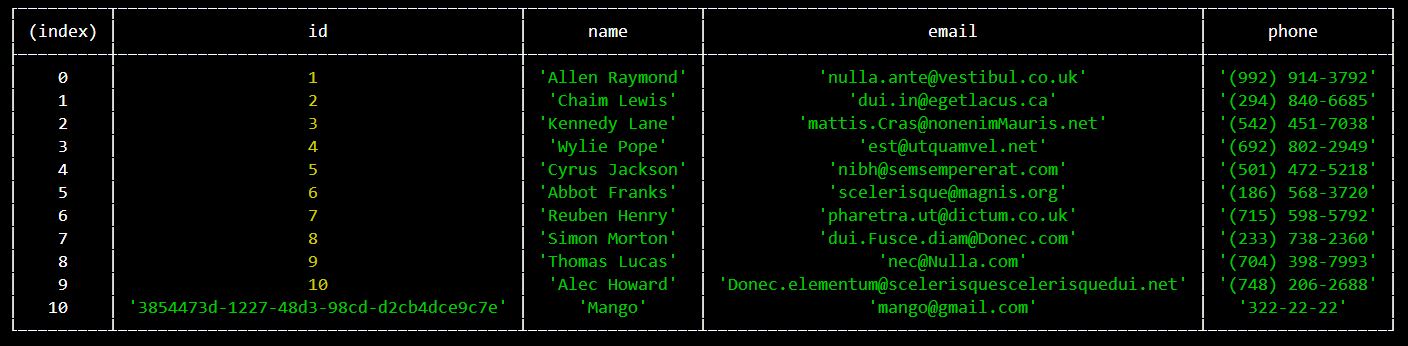 (index) id name email phone
0 1 'Allen Raymond' 'nulla.ante@vestibul.co.uk' '(992) 914-3792'
1 2 'Chaim Lewis' 'dui.in@egetlacus.ca' '(294) 840-6685'
2 3 'Kennedy Lane' 'mattis.Cras@nonenimMauris.net' '(542) 451-7038'
3 4 'Wylie Pope' 'est@utquamvel.net' '(692) 802-2949'
4 5 'Cyrus Jackson' 'nibh@semsempererat.com' '(501) 472-5218'
5 6 'Abbot Franks' 'scelerisque@magnis.org' '(186) 568-3720'
6 7 'Reuben Henry' 'pharetra.ut@dictum.co.uk' '(715) 598-5792'
7 8 'Simon Morton' 'dui.Fusce.diam@Donec.com' '(233) 738-2360'
8 9 'Thomas Lucas' 'nec@Nulla.com' '(704) 398-7993'
9 10 'Alec Howard' 'Donec.elementum@scelerisquescelerisquedui.net' '(748) 206-2688'
10 '3854473d-1227-48d3-98cd-d2cb4dce9c7e' 'Mango' 'mango@gmail.com' '322-22-22'